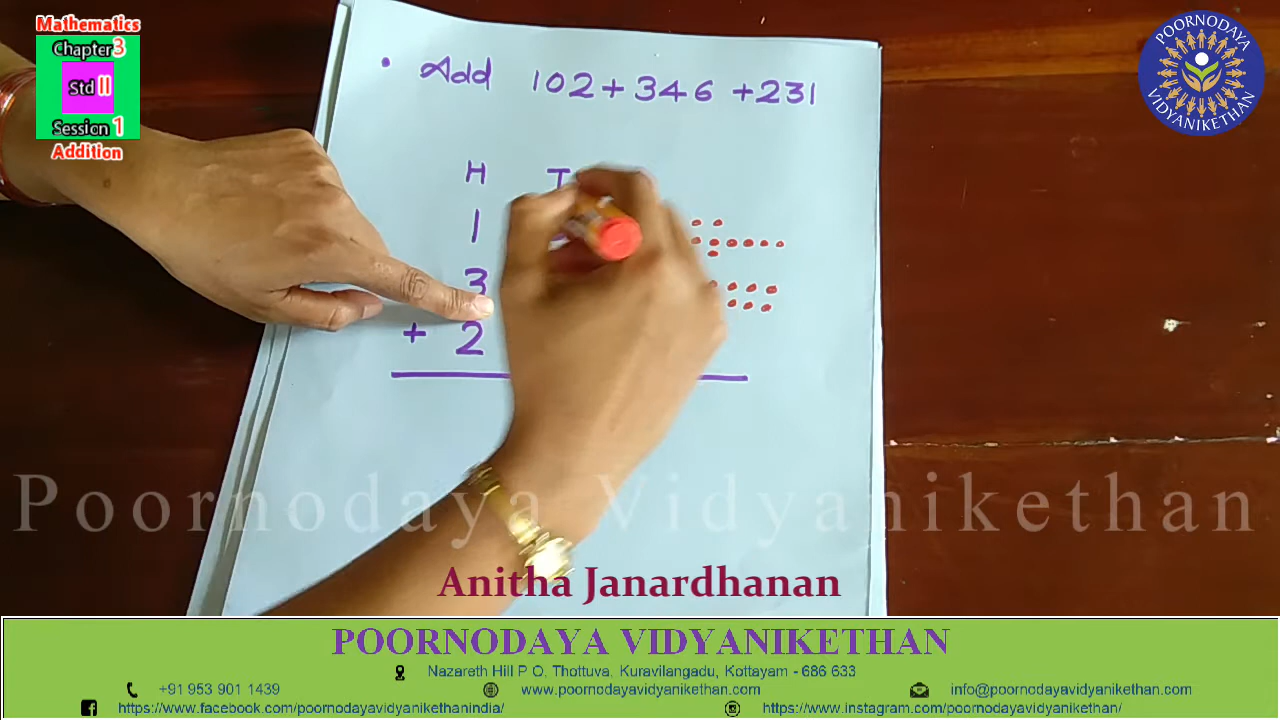 Mathematics
Chapter 3
Std II
Session 1
Addition
POORNODAYA
VIDYANIKETHAN
• Add 102+346 +231
H T
1
3
+ 2
Poornodaya Vidyanikethan
Anitha Janardhanan
POORNODAYA VIDYANIKETHAN
Nazareth Hill P O, Thottuva, Kuravilangadu, Kottayam - 686 633
+91 953 901 1439 www.poornodayavidyanikethan.com info@poornodayavidyanikethan.com
https://www.facebook.com/poornodayavidyanikethanindia/ https://www.instagram.com/poornodayavidyanikethan/